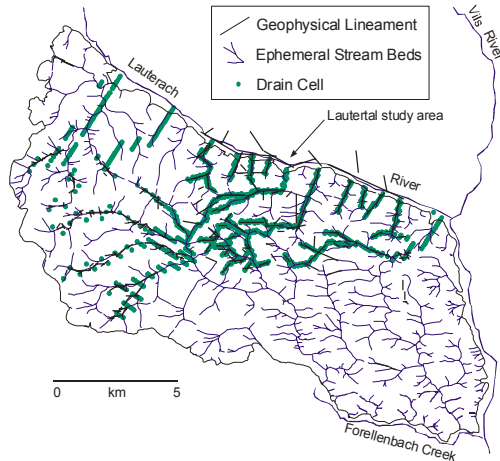 Geophysical Lineament
Ephemeral Stream Beds
Drain Cell
Vils River
Lauterach
Lautertal study area
River
0 km 5
Forellenbach Creek